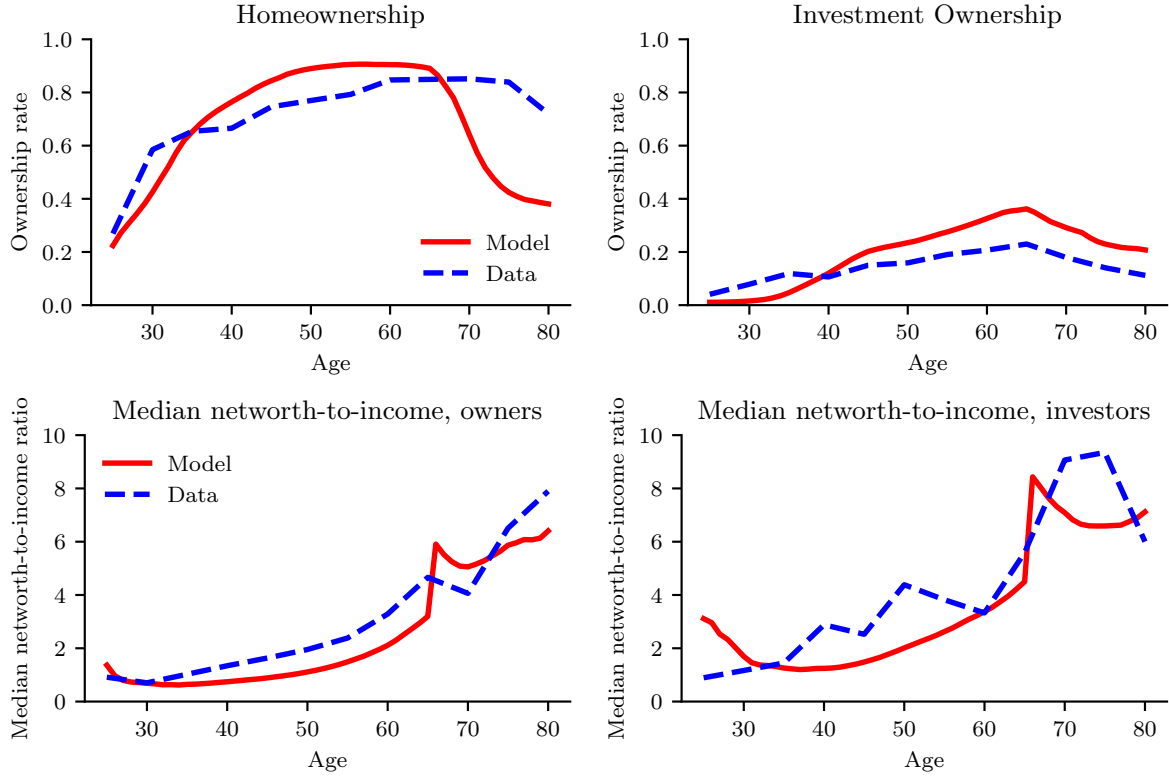 Homeownership
Ownership rate
1.0
0.8
0.6
0.4
0.2
0.0
30 40 50 60 70 80
Age
Model
Data
Investment Ownership
Ownership rate
1.0
0.8
0.6
0.4
0.2
0.0
30 40 50 60 70 80
Age
Median networth-to-income, owners
Median networth-to-income ratio
10
8
6
4
2
0
30 40 50 60 70 80
Age
Model
Data
Median networth-to-income, investors
Median networth-to-income ratio
10
8
6
4
2
0
30 40 50 60 70 80
Age